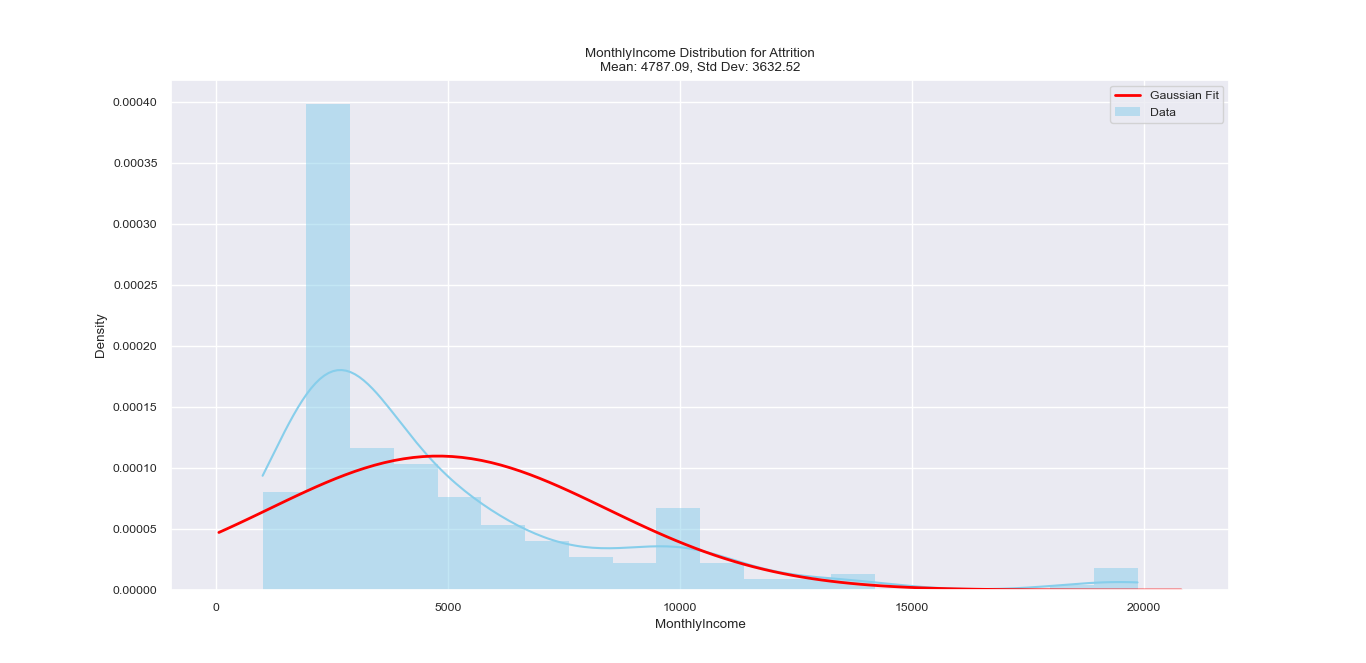 MonthlyIncome Distribution for Attrition
Mean: 4787.09, Std Dev: 3632.52
Gaussian Fit
Data
0.00040
0.00035
0.00030
0.00025
0.00020
0.00015
0.00010
0.00005
0.00000
Density
0 5000 10000 15000 20000
MonthlyIncome